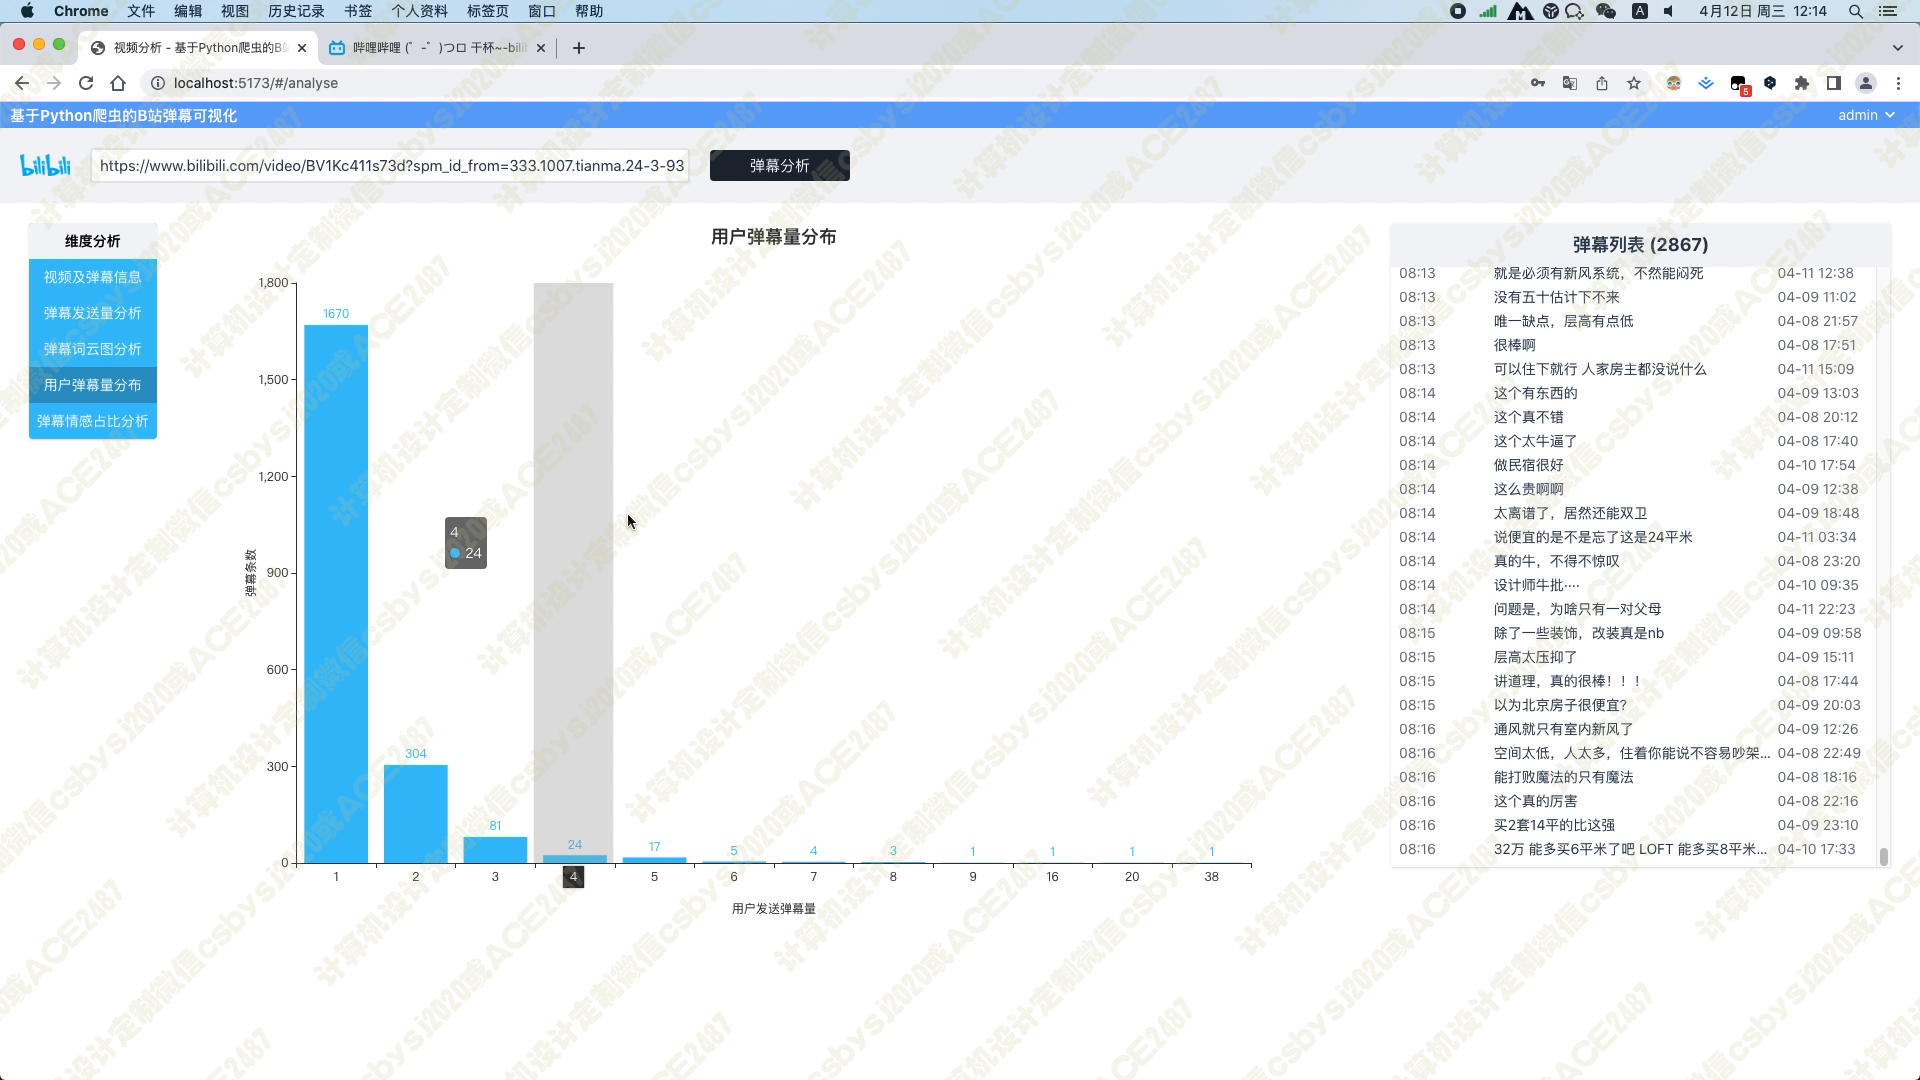 Chrome 文件 编辑 视图 历史记录 书签 个人资料 标签页 窗口 帮助
A 4月12日 周三 12:14
视频分析 - 基于Python爬虫的B站
哔哩哔哩 (゜-゜)つロ 干杯~-bili
localhost:5173/#/analyse
5
基于Python爬虫的B站弹幕可视化
admin
bilibili
https://www.bilibili.com/video/BV1Kc411s73d?spm_id_from=333.1007.tianma.24-3-93
弹幕分析
维度分析
视频及弹幕信息
弹幕发送量分析
弹幕词云图分析
用户弹幕量分布
弹幕情感占比分析
用户弹幕量分布
弹幕条数
1,800
1,500
1,200
900
600
300
0
1670
304
81
24
17
5
4
3
1
1
1
1
4
24
1 2 3 4 5 6 7 8 9 16 20 38
用户发送弹幕量
弹幕列表 (2867)
08:13 就是必须有新风系统，不然能闷死 04-11 12:38
08:13 没有五十估计下不来 04-09 11:02
08:13 唯一缺点，层高有点低 04-08 21:57
08:13 很棒啊 04-08 17:51
08:13 可以住下就行 人家房主都没说什么 04-11 15:09
08:14 这个有东西的 04-09 13:03
08:14 这个真不错 04-08 20:12
08:14 这个太牛逼了 04-08 17:40
08:14 做民宿很好 04-10 17:54
08:14 这么贵啊啊 04-09 12:38
08:14 太离谱了，居然还能双卫 04-09 18:48
08:14 说便宜的是不是忘了这是24平米 04-11 03:34
08:14 真的牛，不得不惊叹 04-08 23:20
08:14 设计师牛批···· 04-10 09:35
08:14 问题是，为啥只有一对父母 04-11 22:23
08:15 除了一些装饰，改装真是nb 04-09 09:58
08:15 层高太压抑了 04-09 15:11
08:15 讲道理，真的很棒！！！ 04-08 17:44
08:15 以为北京房子很便宜? 04-09 20:03
08:16 通风就只有室内新风了 04-09 12:26
08:16 空间太低，人太多，住着你能说不容易吵架... 04-08 22:49
08:16 能打败魔法的只有魔法 04-08 18:16
08:16 这个真的厉害 04-08 22:16
08:16 买2套14平的比这强 04-09 23:10
08:16 32万 能多买6平米了吧 LOFT 能多买8平米... 04-10 17:33
计算机设计定制微信csbysj2020或ACE2487